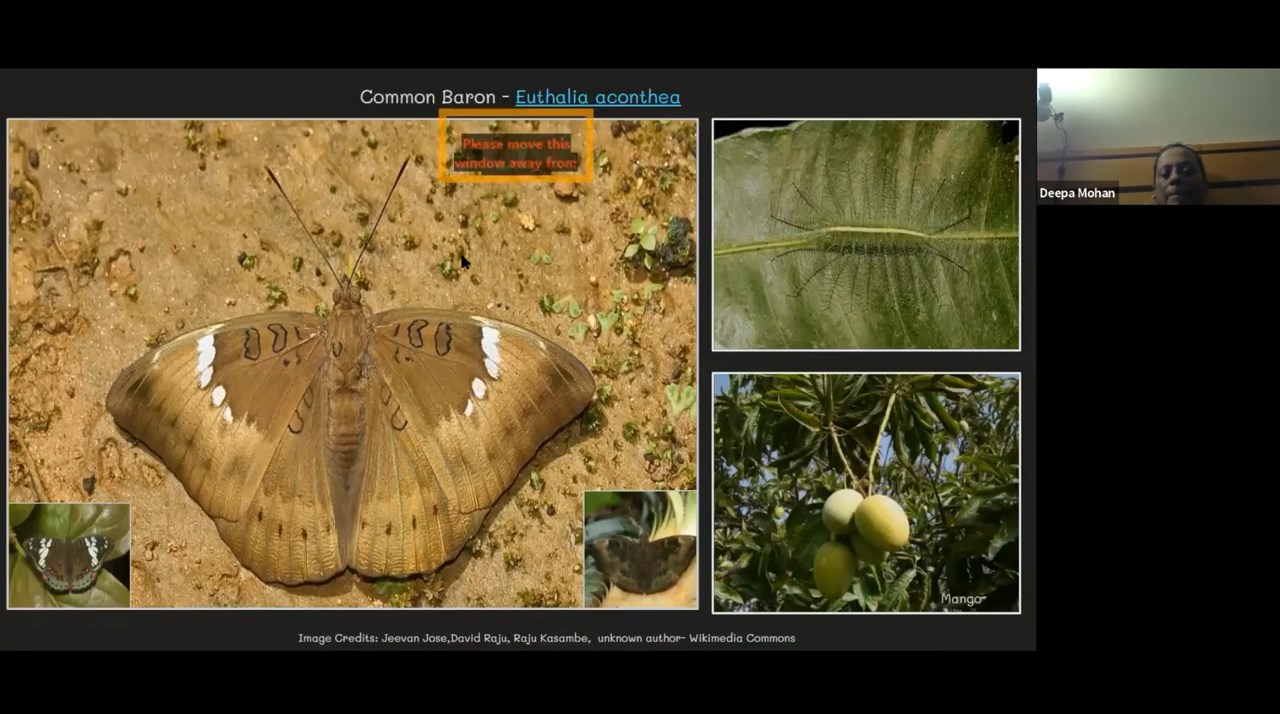 Common Baron - Euthalia aconthea
Please move this
window away from
Deepa Mohan
Mango
Image Credits: Jeevan Jose,David Raju, Raju Kasambe, unknown author- Wikimedia Commons